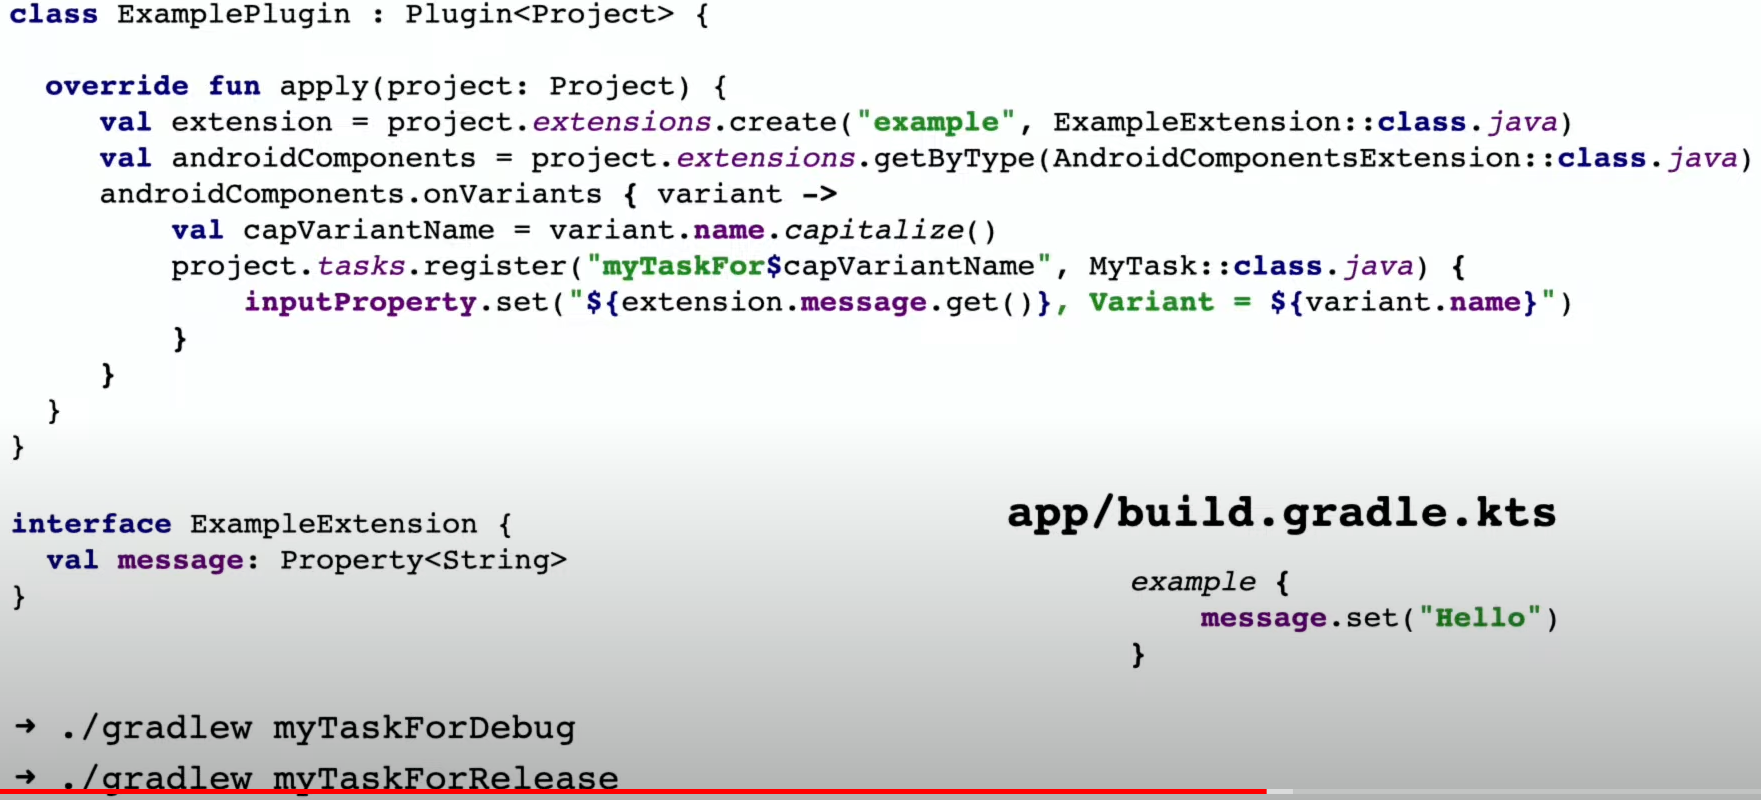 class ExamplePlugin : Plugin<Project> {
override fun apply(project: Project) {
val extension = project.extensions.create("example", ExampleExtension::class.java)
val androidComponents = project.extensions.getByType(AndroidComponentsExtension::class.java)
androidComponents.onVariants { variant ->
val capVariantName = variant.name.capitalize()
project.tasks.register("myTaskFor$capVariantName", MyTask::class.java) {
inputProperty.set("${extension.message.get()}, Variant = ${variant.name}")
}
}
}
}
interface ExampleExtension {
val message: Property<String>
}
app/build.gradle.kts
example {
message.set("Hello")
}
→ ./gradlew myTaskForDebug
→ ./gradlew myTaskForRelease